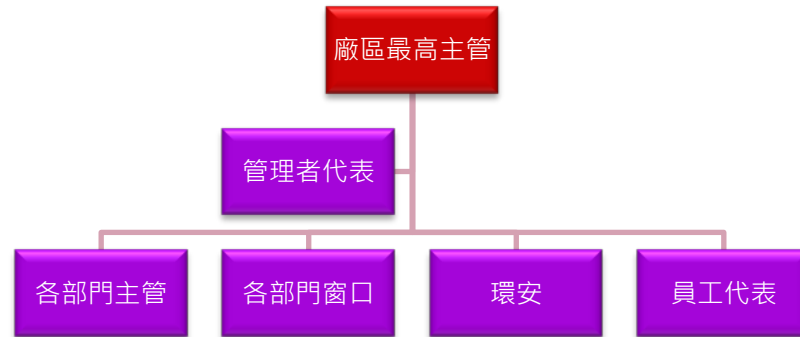 廠區最高主管
管理者代表
各部門主管
各部門窗口
環安
員工代表